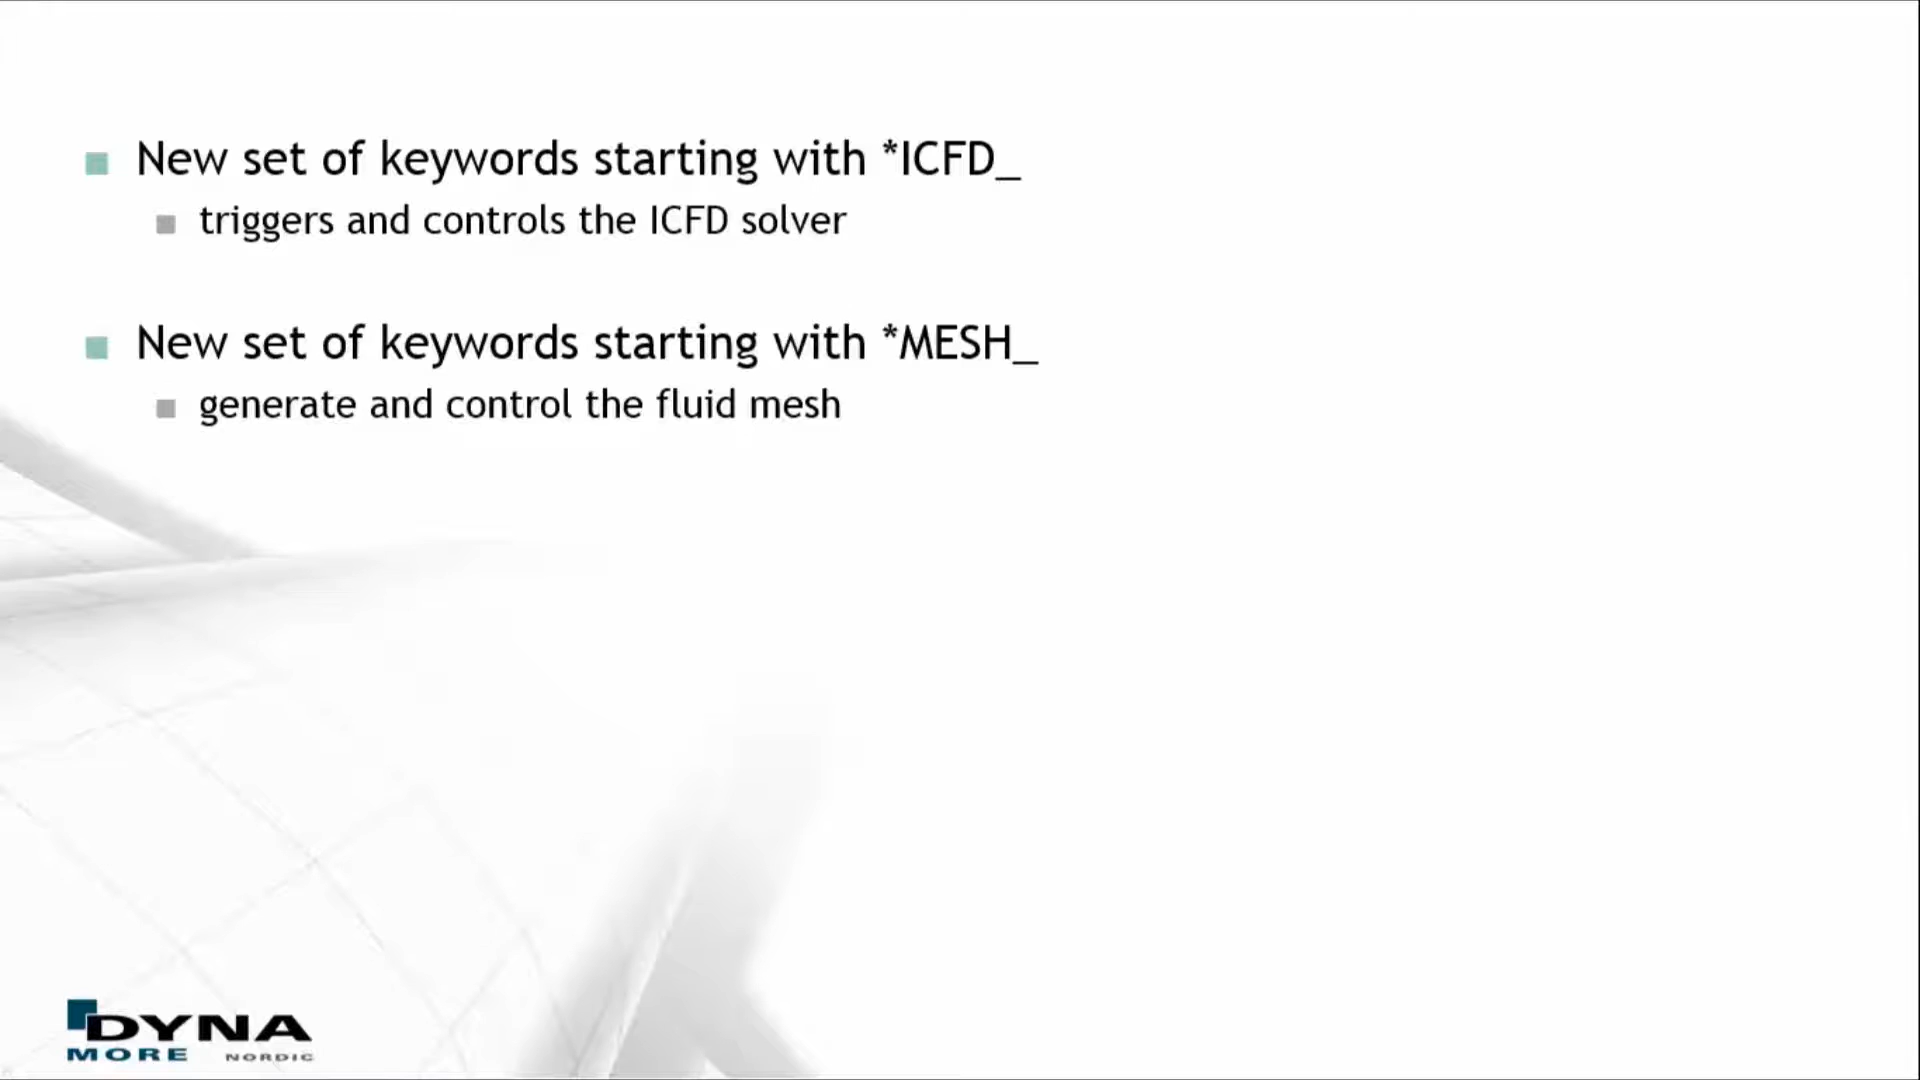 New set of keywords starting with *ICFD_
triggers and controls the ICFD solver
New set of keywords starting with *MESH_
generate and control the fluid mesh
DYNA
MORE NORDIC